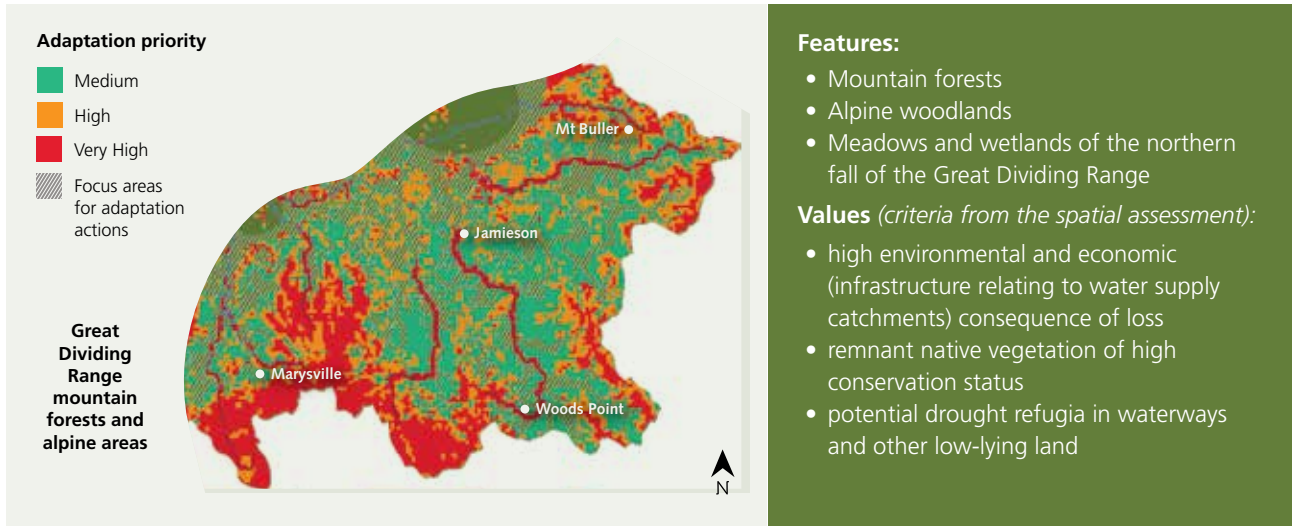 Adaptation priority
Medium
High
Very High
Focus areas
for adaptation
actions
Great
Dividing
Range
mountain
forests and
alpine areas
Mt Buller
Jamieson
Marysville
Woods Point
N
Features:
• Mountain forests
• Alpine woodlands
• Meadows and wetlands of the northern
fall of the Great Dividing Range
Values (criteria from the spatial assessment):
• high environmental and economic
(infrastructure relating to water supply
catchments) consequence of loss
• remnant native vegetation of high
conservation status
• potential drought refugia in waterways
and other low-lying land